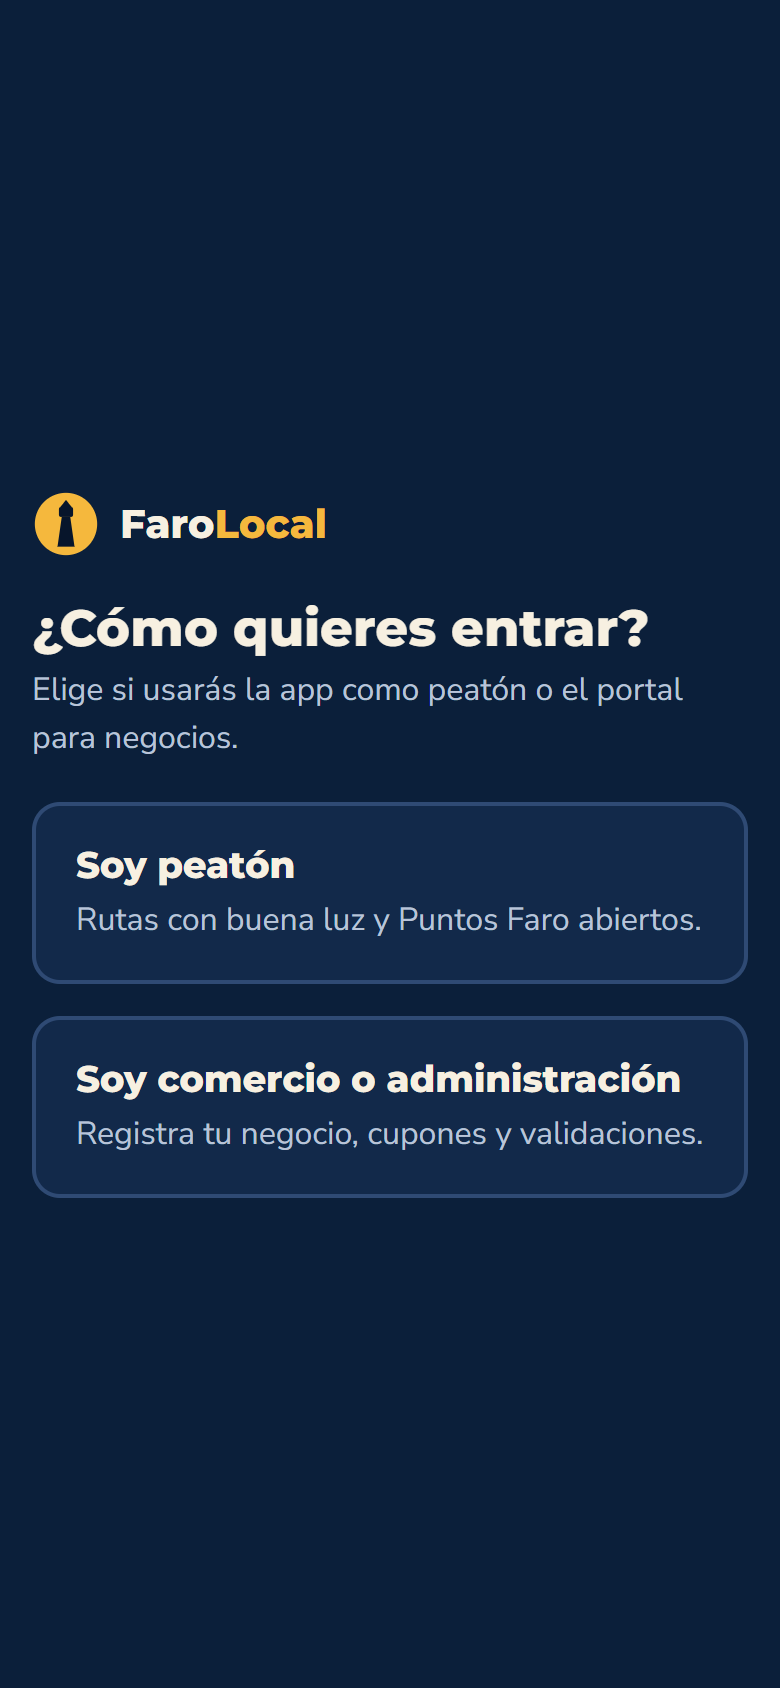 FaroLocal
¿Cómo quieres entrar?
Elige si usarás la app como peatón o el portal
para negocios.
Soy peatón
Rutas con buena luz y Puntos Faro abiertos.
Soy comercio o administración
Registra tu negocio, cupones y validaciones.